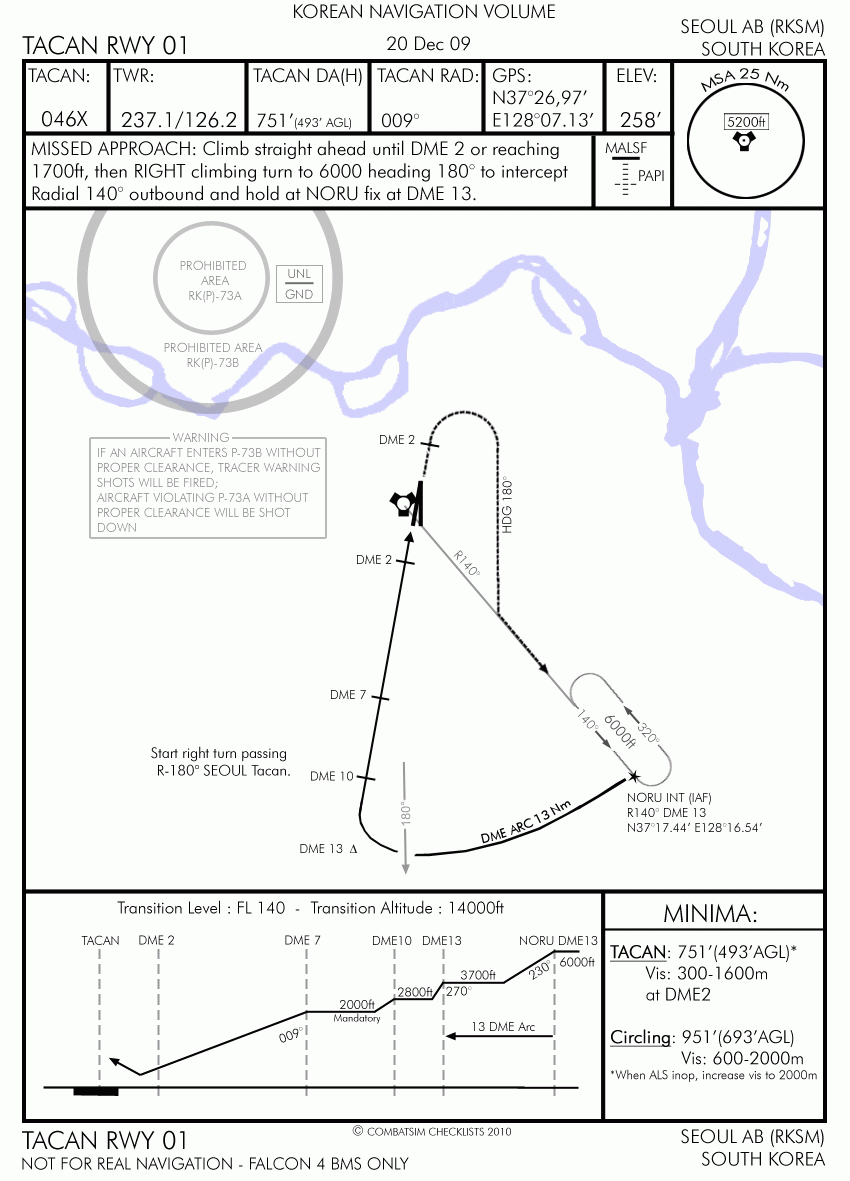 KOREAN NAVIGATION VOLUME
TACAN RWY 01
20 Dec 09
SEOUL AB (RKSM)
SOUTH KOREA
TACAN:
046X
TWR:
237.1/126.2
TACAN DA(H)
751'(493' AGL)
TACAN RAD:
009°
GPS:
N37°26,97'
E128°07.13'
ELEV:
258'
MSA 25 Nm
5200ft
MISSED APPROACH: Climb straight ahead until DME 2 or reaching
1700ft, then RIGHT climbing turn to 6000 heading 180° to intercept
Radial 140° outbound and hold at NORU fix at DME 13.
MALSF
PAPI
PROHIBITED
AREA
RK(P)-73A
UNL
GND
PROHIBITED AREA
RK(P)-73B
WARNING
IF AN AIRCRAFT ENTERS P-73B WITHOUT
PROPER CLEARANCE, TRACER WARNING
SHOTS WILL BE FIRED;
AIRCRAFT VIOLATING P-73A WITHOUT
PROPER CLEARANCE WILL BE SHOT
DOWN
DME 2
HDG 180°
DME 2
R140°
DME 7
140°
6000ft
320°
Start right turn passing
R-180° SEOUL Tacan.
DME 10
180°
NORU INT (IAF)
R140° DME 13
N37°17.44' E128°16.54'
DME ARC 13 Nm
DME 13 Δ
Transition Level : FL 140 - Transition Altitude : 14000ft
TACAN
DME 2
DME 7
DME10
DME13
NORU DME13
6000ft
230°
3700ft
270°
2800ft
2000ft
Mandatory
009°
13 DME Arc
MINIMA:
TACAN: 751'(493'AGL)*
Vis: 300-1600m
at DME2
Circling: 951'(693'AGL)
Vis: 600-2000m
*When ALS inop, increase vis to 2000m
© COMBATSIM CHECKLISTS 2010
TACAN RWY 01
NOT FOR REAL NAVIGATION - FALCON 4 BMS ONLY
SEOUL AB (RKSM)
SOUTH KOREA